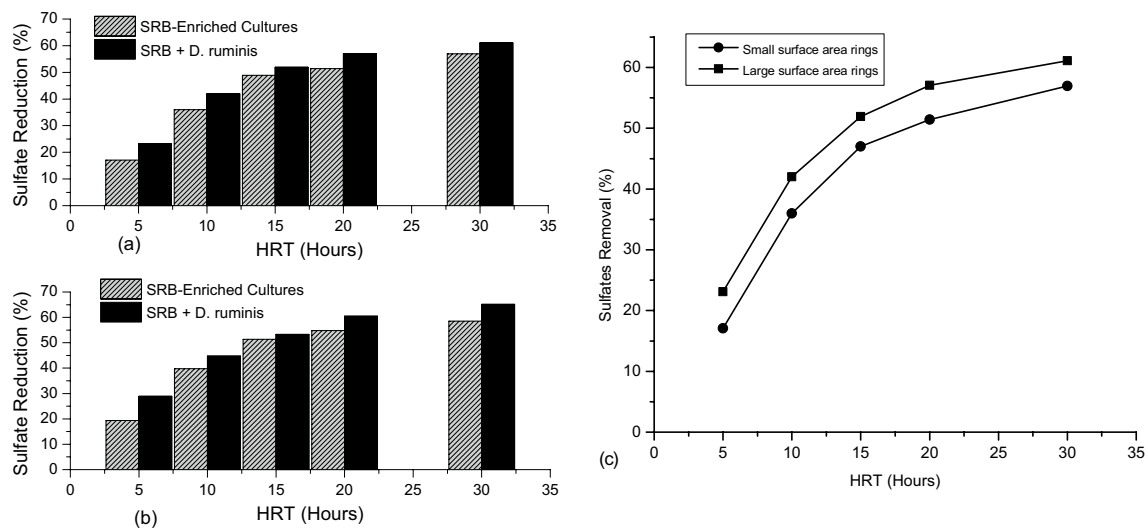 70
60
50
40
30
20
10
0
Sulfate Reduction (%)
SRB-Enriched Cultures
SRB + D. ruminis
0 5 10 15 20 25 30 35
(a)
HRT (Hours)
70
60
50
40
30
20
10
0
Sulfate Reduction (%)
SRB-Enriched Cultures
SRB + D. ruminis
0 5 10 15 20 25 30 35
(b)
HRT (Hours)
Small surface area rings
Large surface area rings
60
50
40
30
20
10
0
Sulfates Removal (%)
0 5 10 15 20 25 30 35
(c)
HRT (Hours)